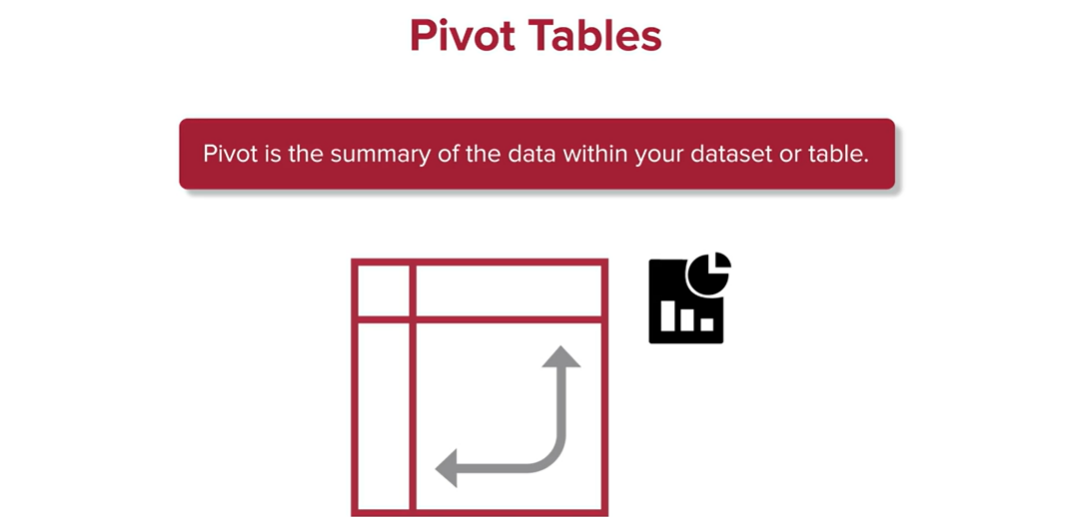 Pivot Tables
Pivot is the summary of the data within your dataset or table.